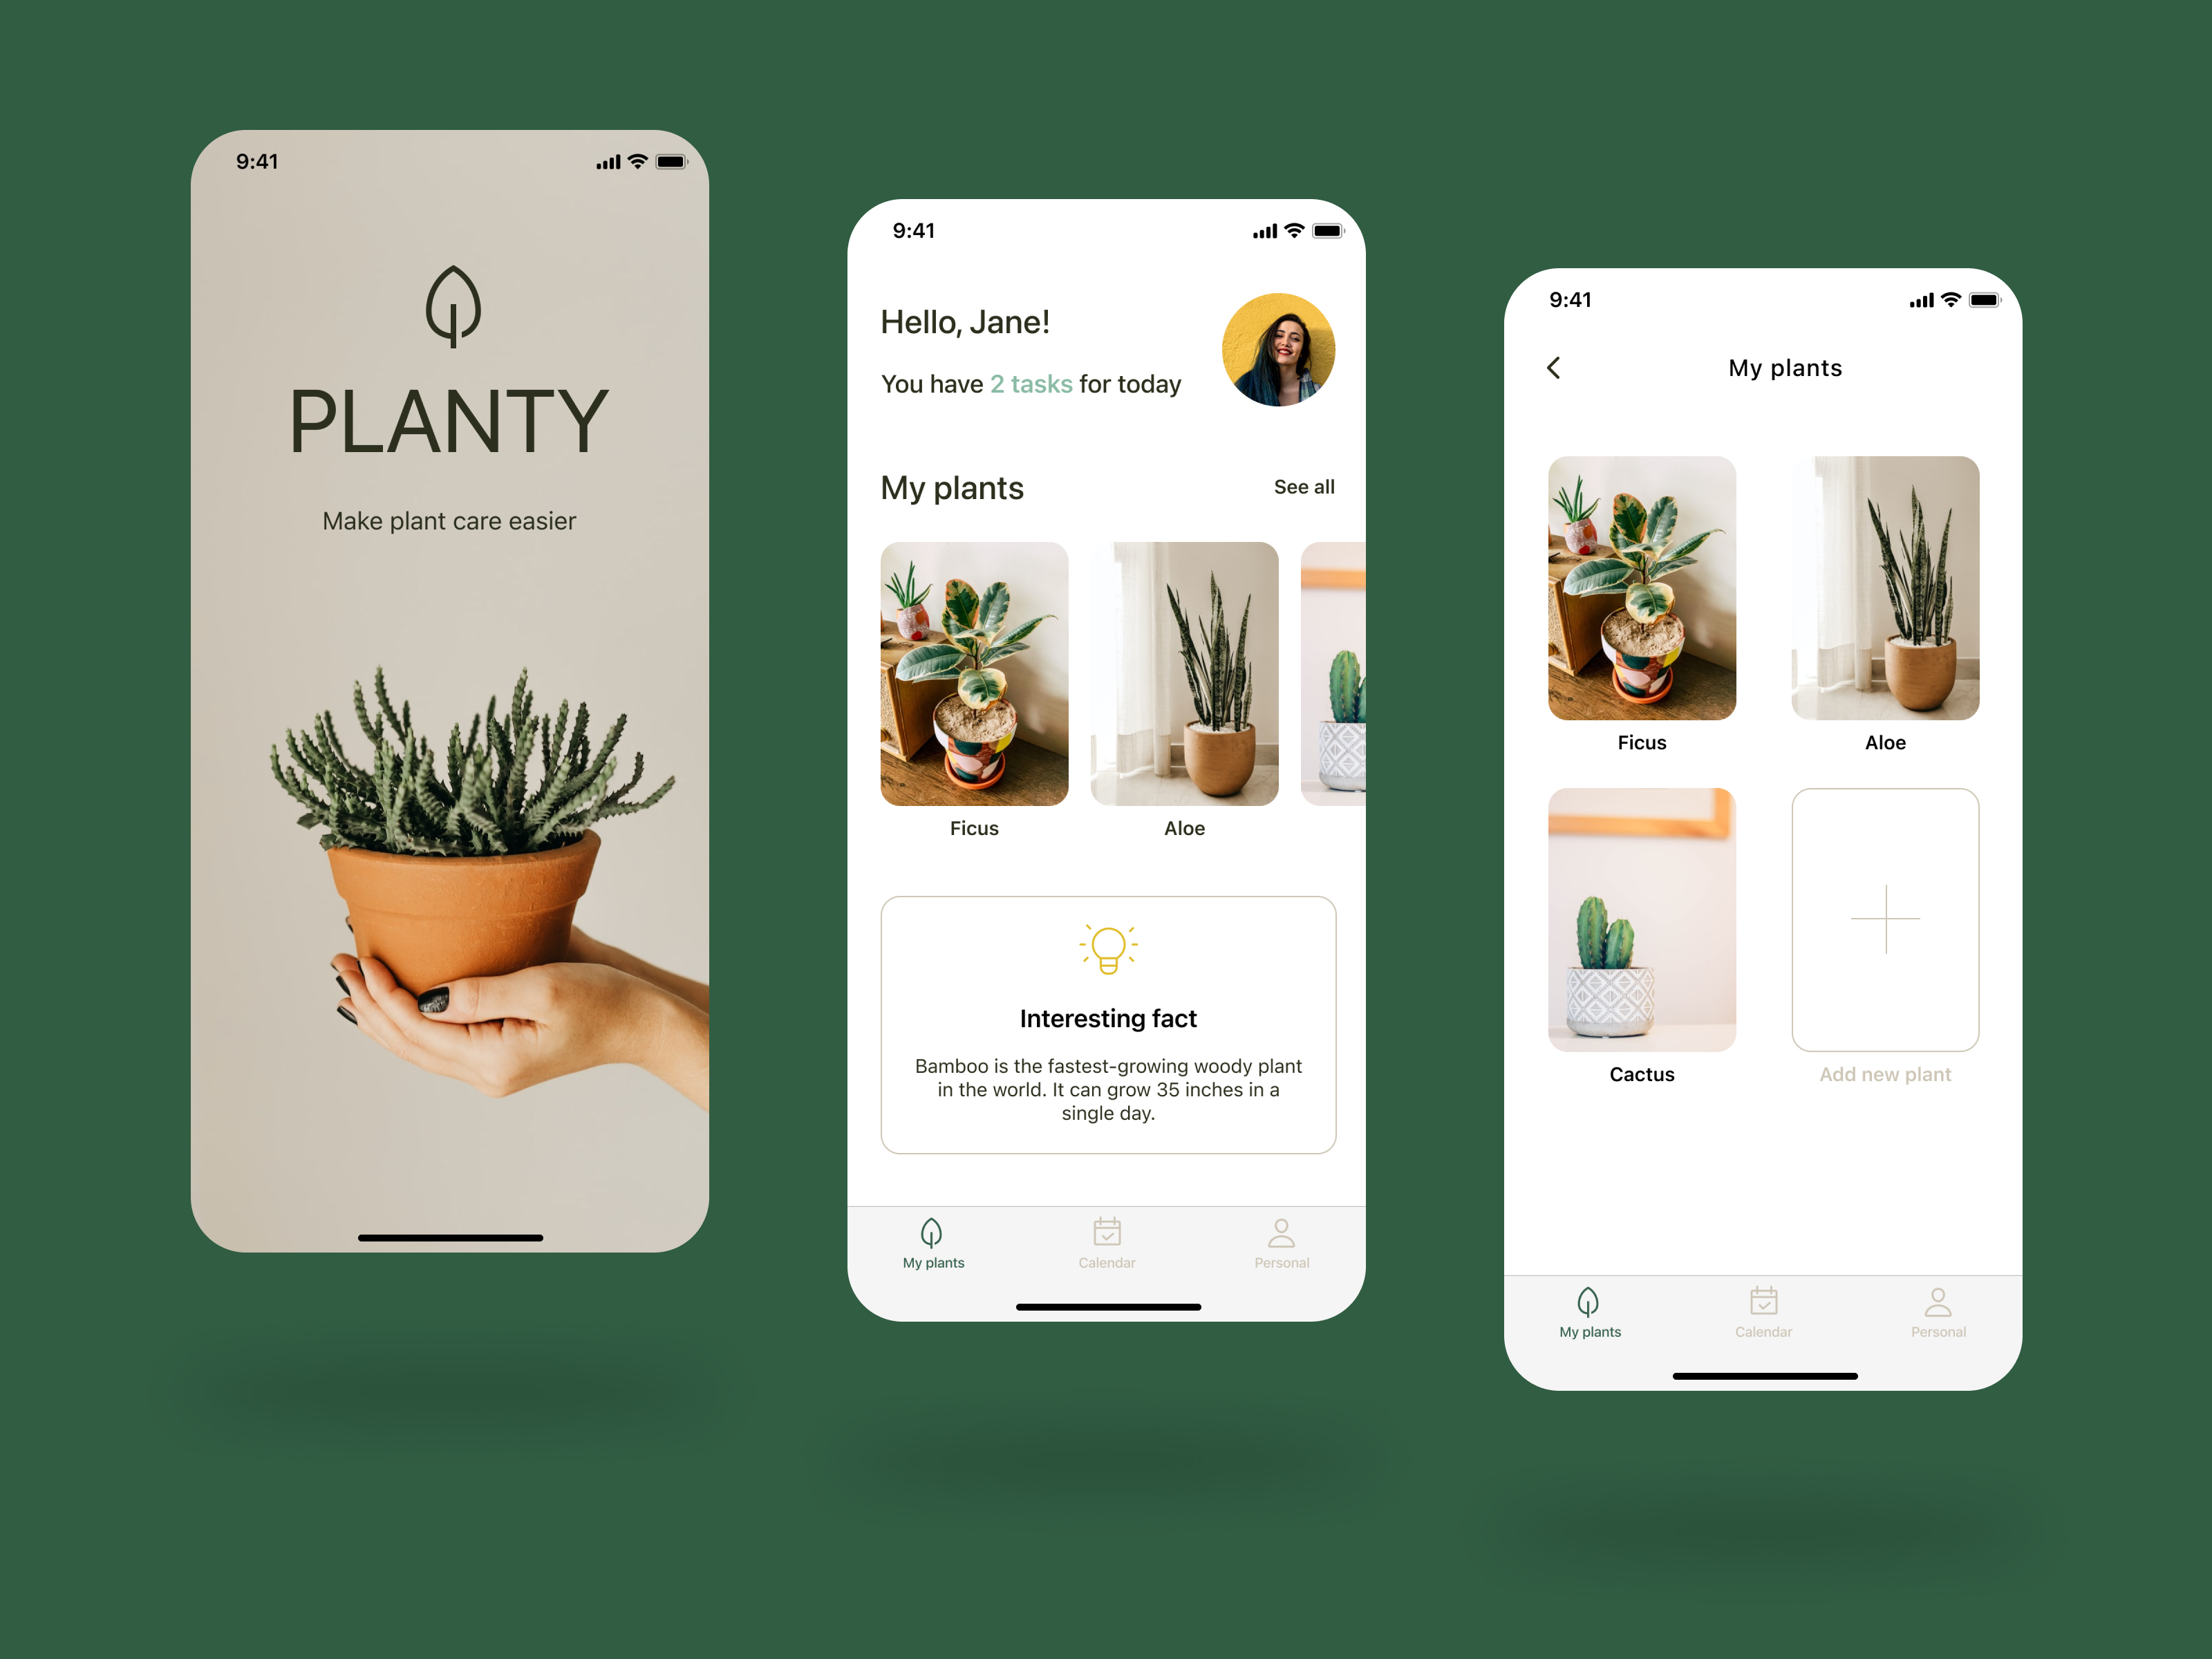 9:41
PLANTY
Make plant care easier
9:41
Hello, Jane!
You have 2 tasks for today
My plants
See all
Ficus
Aloe
Interesting fact
Bamboo is the fastest-growing woody plant
in the world. It can grow 35 inches in a
single day.
My plants
Calendar
Personal
9:41
My plants
Ficus
Aloe
Cactus
Add new plant
My plants
Calendar
Personal